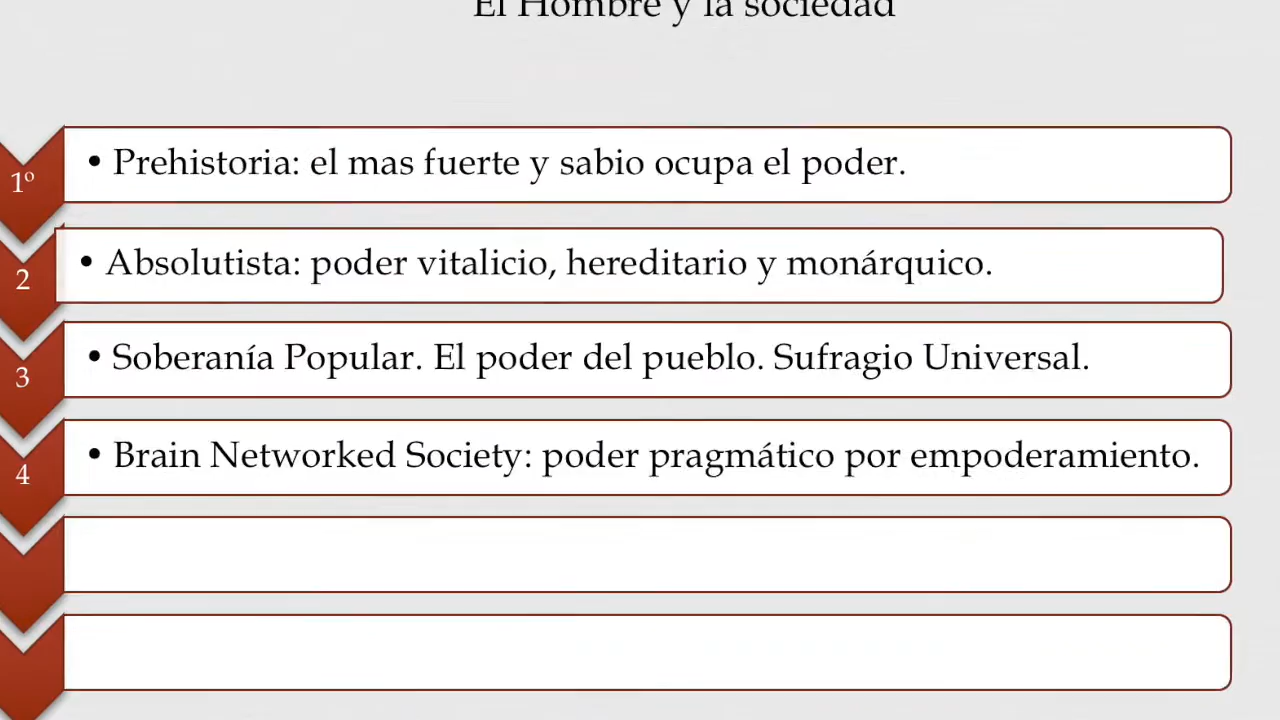 El Hombre y la sociedad
1º
• Prehistoria: el mas fuerte y sabio ocupa el poder.
2
• Absolutista: poder vitalicio, hereditario y monárquico.
3
• Soberanía Popular. El poder del pueblo. Sufragio Universal.
4
• Brain Networked Society: poder pragmático por empoderamiento.